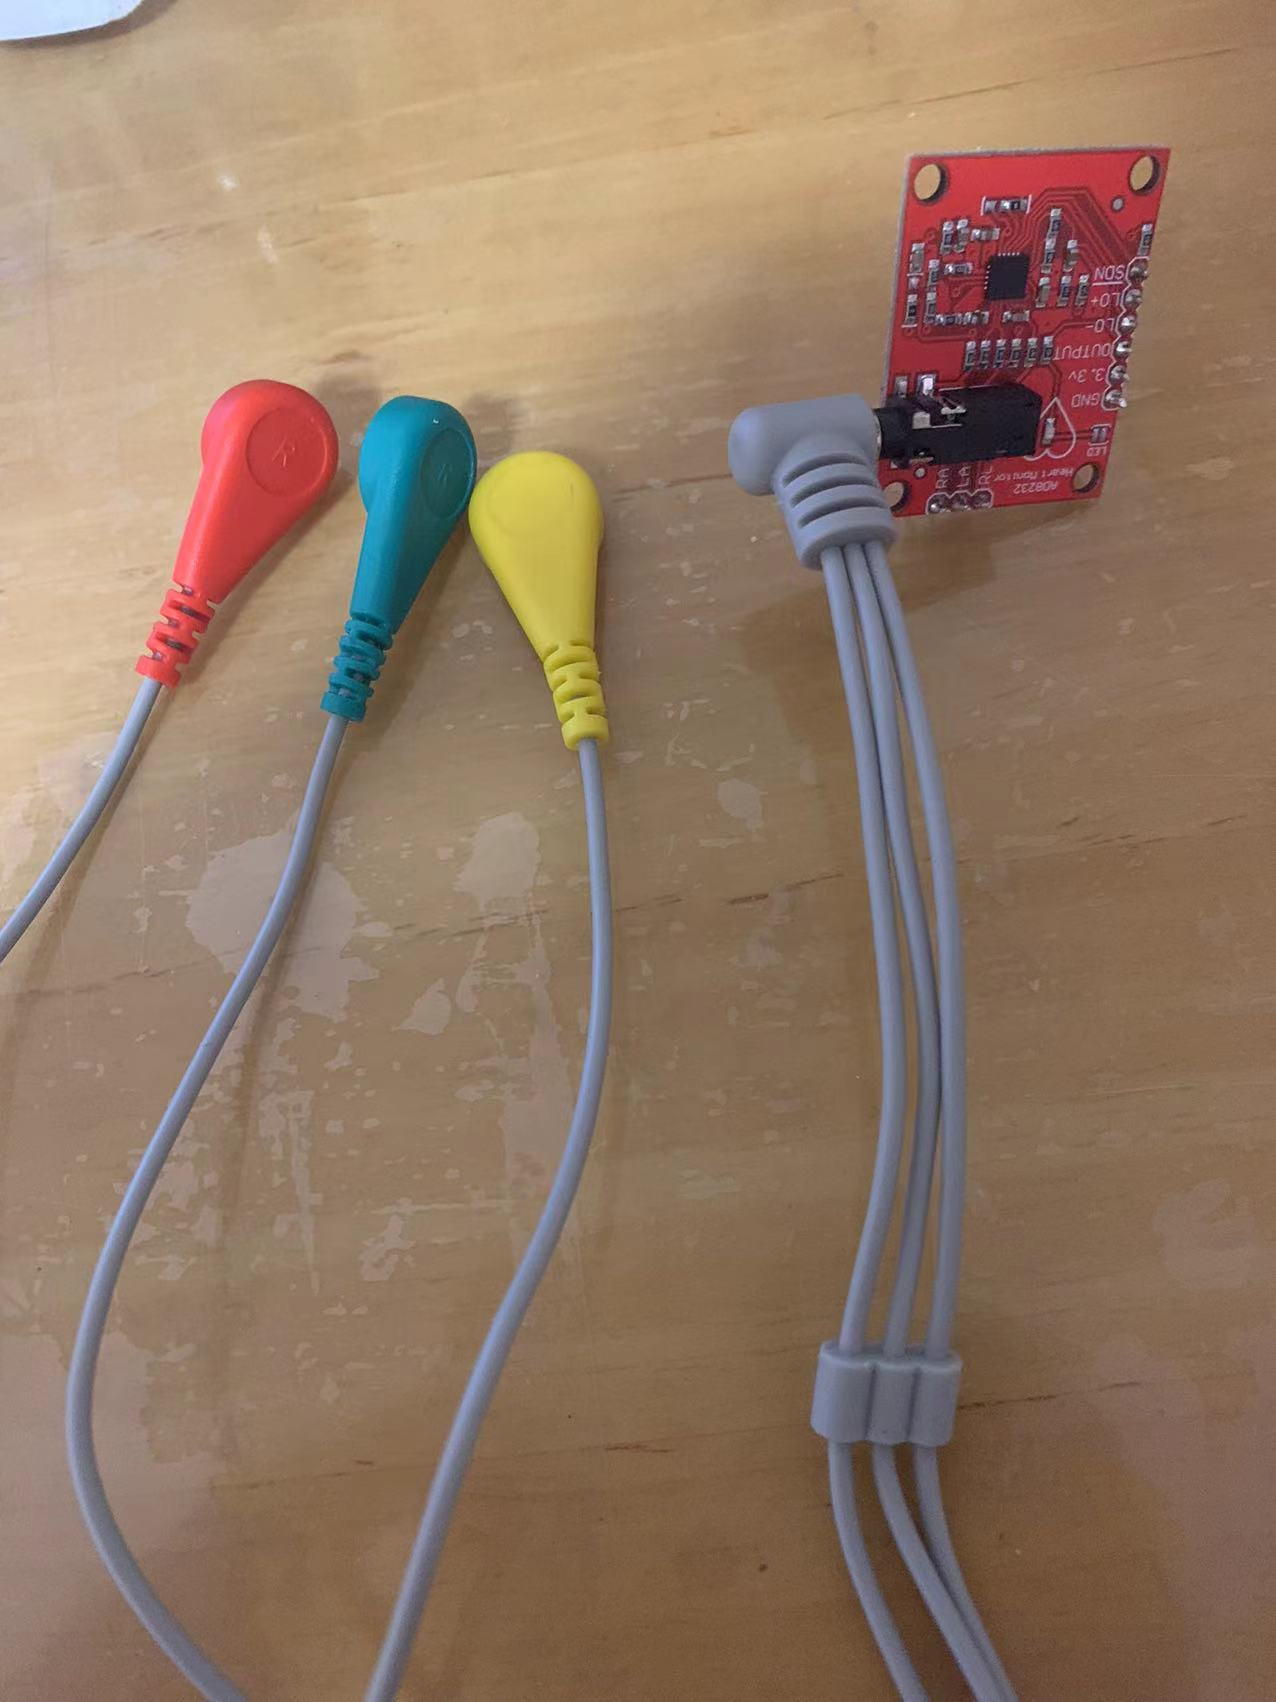 SDN
LO+
LO-
OUTPUT
3.3v
GND
LED
RA
LA
RL
AD8232
Heart Monitor
R